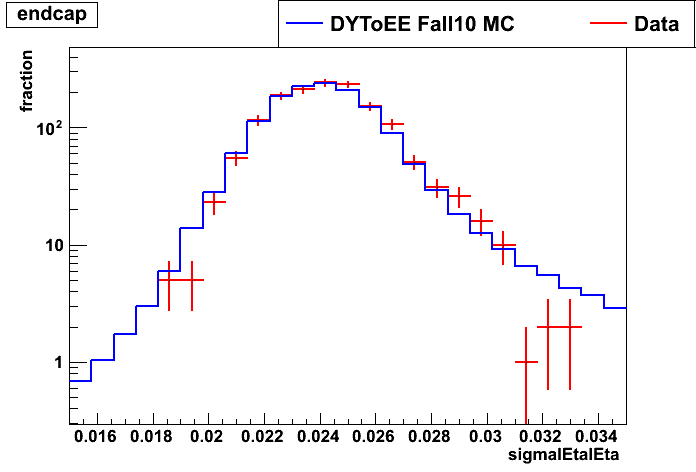 endcap
DYToEE Fall10 MC
Data
fraction
10²
10
1
0.016 0.018 0.02 0.022 0.024 0.026 0.028 0.03 0.032 0.034
sigmaIEtaIEta